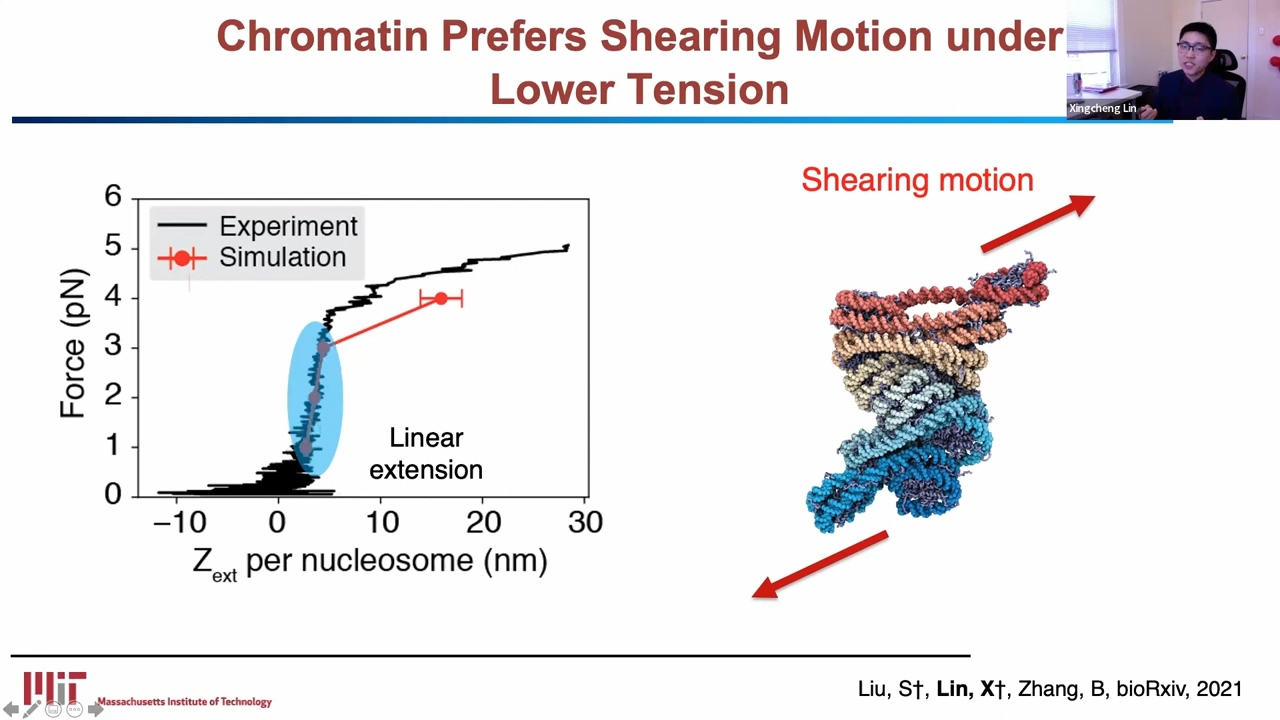 Chromatin Prefers Shearing Motion under
Lower Tension
Xingcheng Lin
Shearing motion
6
5
4
3
2
1
0
Force (pN)
Experiment
Simulation
Linear
extension
−10 0 10 20 30
Zext per nucleosome (nm)
MIT
Massachusetts Institute of Technology
Liu, S†, Lin, X†, Zhang, B, bioRxiv, 2021